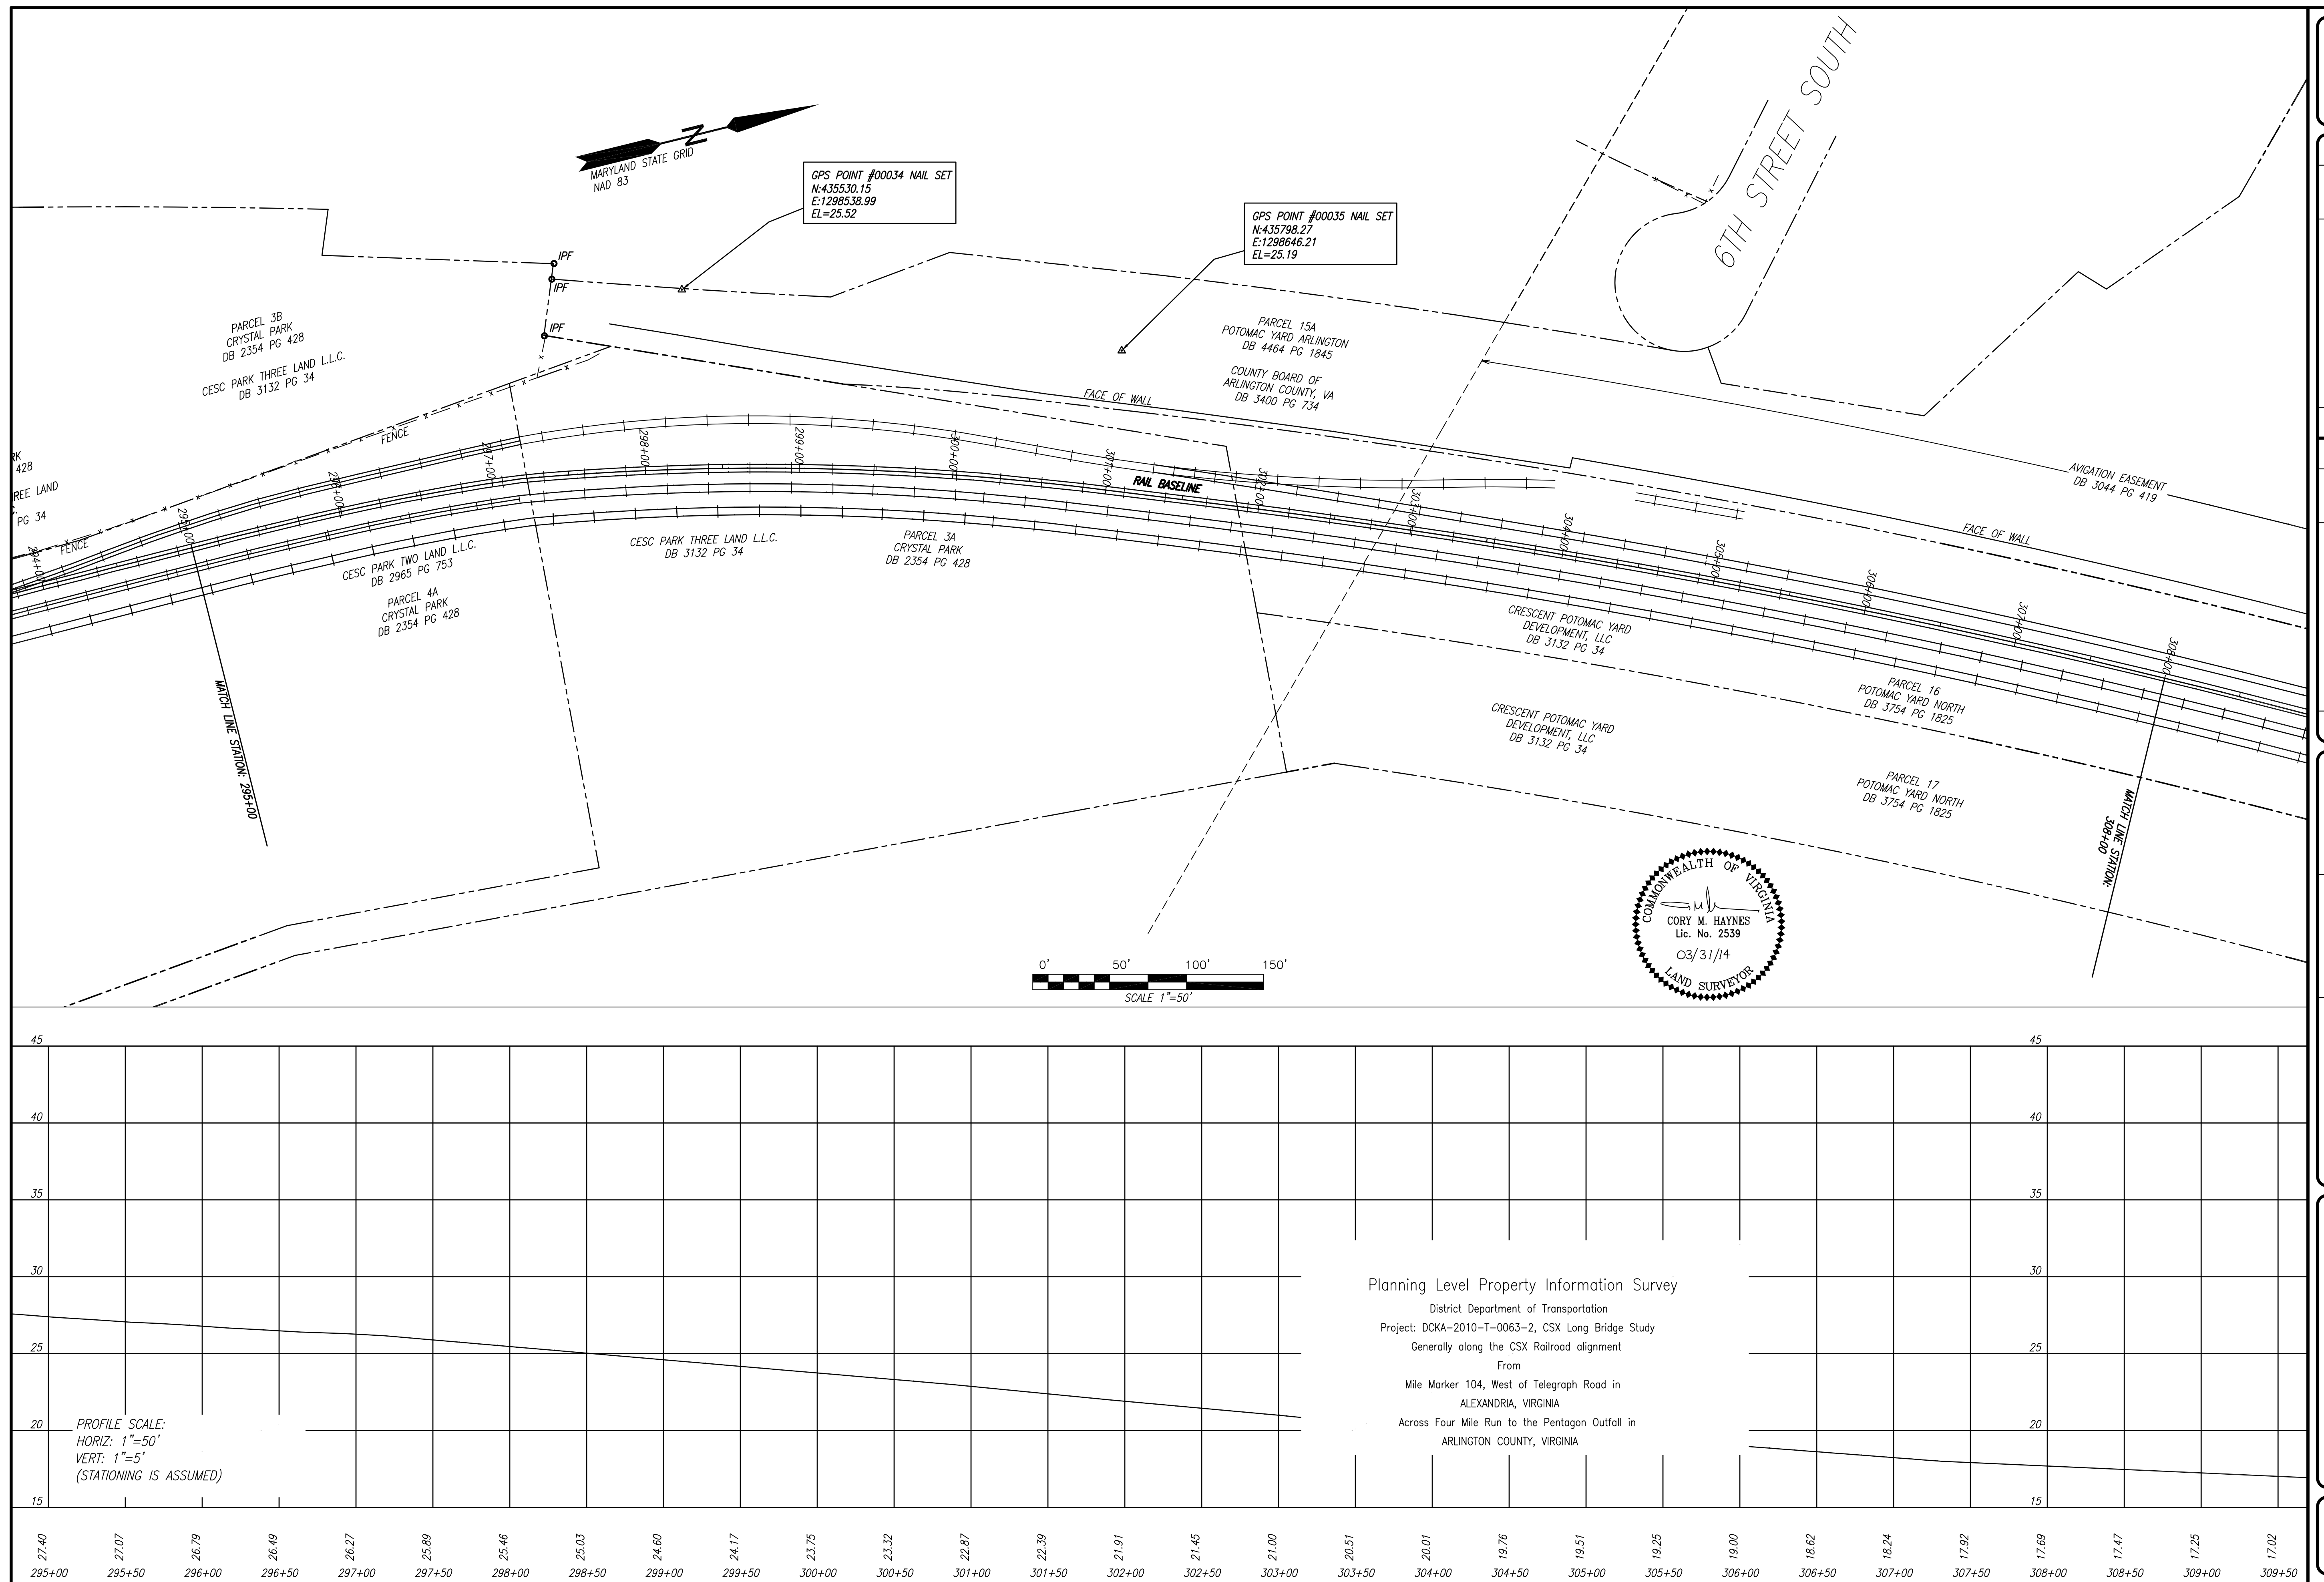 6TH STREET SOUTH
N
MARYLAND STATE GRID
NAD 83
GPS POINT #00034 NAIL SET
N:435530.15
E:1298538.99
EL=25.52
GPS POINT #00035 NAIL SET
N:435798.27
E:1298646.21
EL=25.19
IPF
IPF
IPF
PARCEL 3B
CRYSTAL PARK
DB 2354 PG 428
CESC PARK THREE LAND L.L.C.
DB 3132 PG 34
PARCEL 15A
POTOMAC YARD ARLINGTON
DB 4464 PG 1845
COUNTY BOARD OF
ARLINGTON COUNTY, VA
DB 3400 PG 734
FACE OF WALL
FENCE
RK
428
REE LAND
PG 34
FENCE
AVIGATION EASEMENT
DB 3044 PG 419
FACE OF WALL
294+00
295+00
296+00
297+00
298+00
299+00
300+00
301+00
302+00
303+00
304+00
305+00
306+00
307+00
308+00
RAIL BASELINE
CESC PARK TWO LAND L.L.C.
DB 2965 PG 753
PARCEL 4A
CRYSTAL PARK
DB 2354 PG 428
CESC PARK THREE LAND L.L.C.
DB 3132 PG 34
PARCEL 3A
CRYSTAL PARK
DB 2354 PG 428
CRESCENT POTOMAC YARD
DEVELOPMENT, LLC
DB 3132 PG 34
PARCEL 16
POTOMAC YARD NORTH
DB 3754 PG 1825
CRESCENT POTOMAC YARD
DEVELOPMENT, LLC
DB 3132 PG 34
PARCEL 17
POTOMAC YARD NORTH
DB 3754 PG 1825
MATCH LINE STATION: 295+00
MATCH LINE STATION:
308+00
COMMONWEALTH OF VIRGINIA
CORY M. HAYNES
Lic. No. 2539
03/31/14
LAND SURVEYOR
0' 50' 100' 150'
SCALE 1"=50'
45 45
40 40
35 35
30 30
25 25
20 20
15 15
Planning Level Property Information Survey
District Department of Transportation
Project: DCKA-2010-T-0063-2, CSX Long Bridge Study
Generally along the CSX Railroad alignment
From
Mile Marker 104, West of Telegraph Road in
ALEXANDRIA, VIRGINIA
Across Four Mile Run to the Pentagon Outfall in
ARLINGTON COUNTY, VIRGINIA
PROFILE SCALE:
HORIZ: 1"=50'
VERT: 1"=5'
(STATIONING IS ASSUMED)
27.40 27.07 26.79 26.49 26.27 25.89 25.46 25.03 24.60 24.17 23.75 23.32 22.87 22.39 21.91 21.45 21.00 20.51 20.01 19.76 19.51 19.25 19.00 18.62 18.24 17.92 17.69 17.47 17.25 17.02
295+00 295+50 296+00 296+50 297+00 297+50 298+00 298+50 299+00 299+50 300+00 300+50 301+00 301+50 302+00 302+50 303+00 303+50 304+00 304+50 305+00 305+50 306+00 306+50 307+00 307+50 308+00 308+50 309+00 309+50